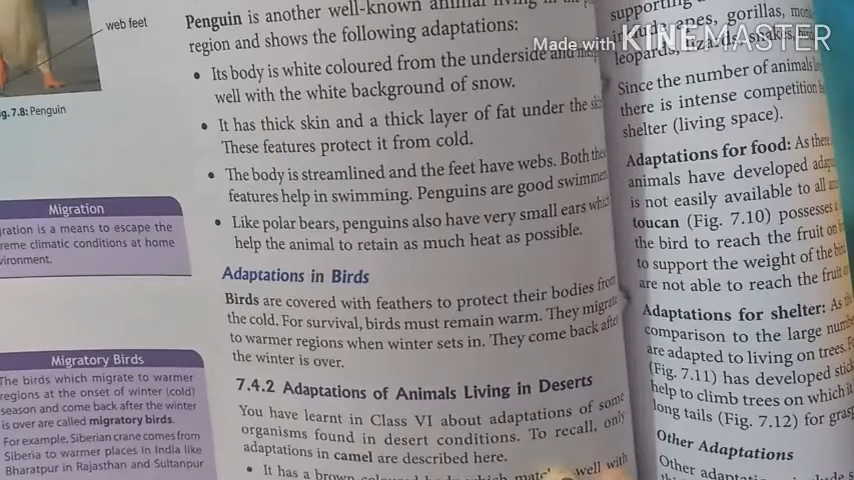 web feet
Fig. 7.8: Penguin
Migration
ration is a means to escape the
reme climatic conditions at home
vironment.
Migratory Birds
The birds which migrate to warmer
regions at the onset of winter (cold)
season and come back after the winter
is over are called migratory birds.
For example, Siberian crane comes from
Siberia to warmer places in India like
Bharatpur in Rajasthan and Sultanpur
Penguin is another well-known animal living in the
region and shows the following adaptations:
• Its body is white coloured from the underside and
well with the white background of snow.
• It has thick skin and a thick layer of fat under the
These features protect it from cold.
• The body is streamlined and the feet have webs. Both
features help in swimming. Penguins are good
• Like polar bears, penguins also have very small ears
help the animal to retain as much heat as possible.
Adaptations in Birds
Birds are covered with feathers to protect their bodies from
the cold. For survival, birds must remain warm. They migrate
to warmer regions when winter sets in. They come back after
the winter is over.
7.4.2 Adaptations of Animals Living in Deserts
You have learnt in Class VI about adaptations of some
organisms found in desert conditions. To recall, only
adaptations in camel are described here.
• It has a brown well with
supporting
apes, gorillas,
leopards, lizards, snakes,
Since the number of animals
there is intense competition
shelter (living space).
Adaptations for food: As there
animals have developed
is not easily available to all
toucan (Fig. 7.10) possesses a
the bird to reach the fruit on
to support the weight of the
are not able to reach the fruit
Adaptations for shelter: As
comparison to the large
are adapted to living on trees.
(Fig. 7.11) has developed
help to climb trees on which it
long tails (Fig. 7.12) for
Other Adaptations
Other include
Made with KINEMASTER